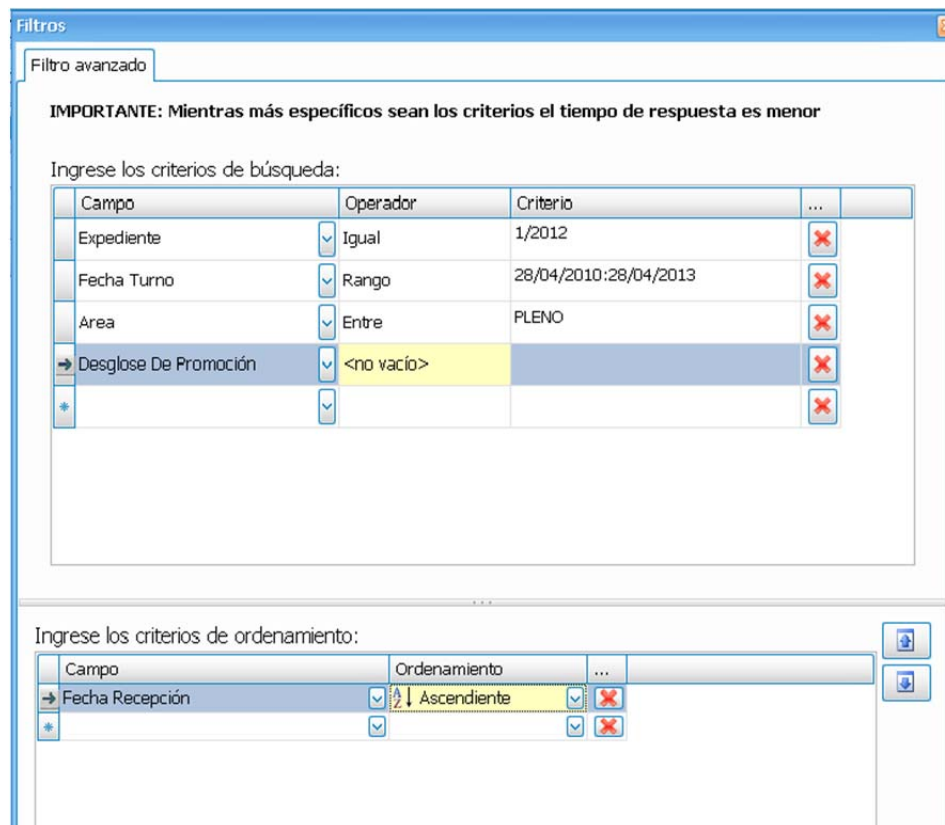 Filtros
Filtro avanzado
IMPORTANTE: Mientras más específicos sean los criterios el tiempo de respuesta es menor
Ingrese los criterios de búsqueda:
Campo Operador Criterio ...
Expediente Igual 1/2012
Fecha Turno Rango 28/04/2010:28/04/2013
Area Entre PLENO
Desglose De Promoción <no vacío>
Ingrese los criterios de ordenamiento:
Campo Ordenamiento ...
Fecha Recepción Ascendiente